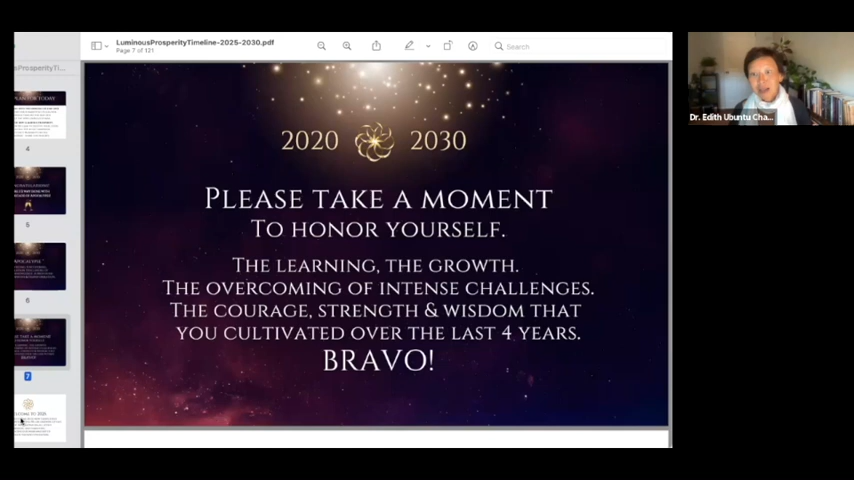 LuminousProsperityTimeline-2025-2030.pdf
Page 7 of 121
Search
sProsperityTi...
4
5
6
7
2020 2030
PLEASE TAKE A MOMENT
TO HONOR YOURSELF.
THE LEARNING, THE GROWTH.
THE OVERCOMING OF INTENSE CHALLENGES.
THE COURAGE, STRENGTH & WISDOM THAT
YOU CULTIVATED OVER THE LAST 4 YEARS.
BRAVO!
Dr. Edith Ubuntu Cha...